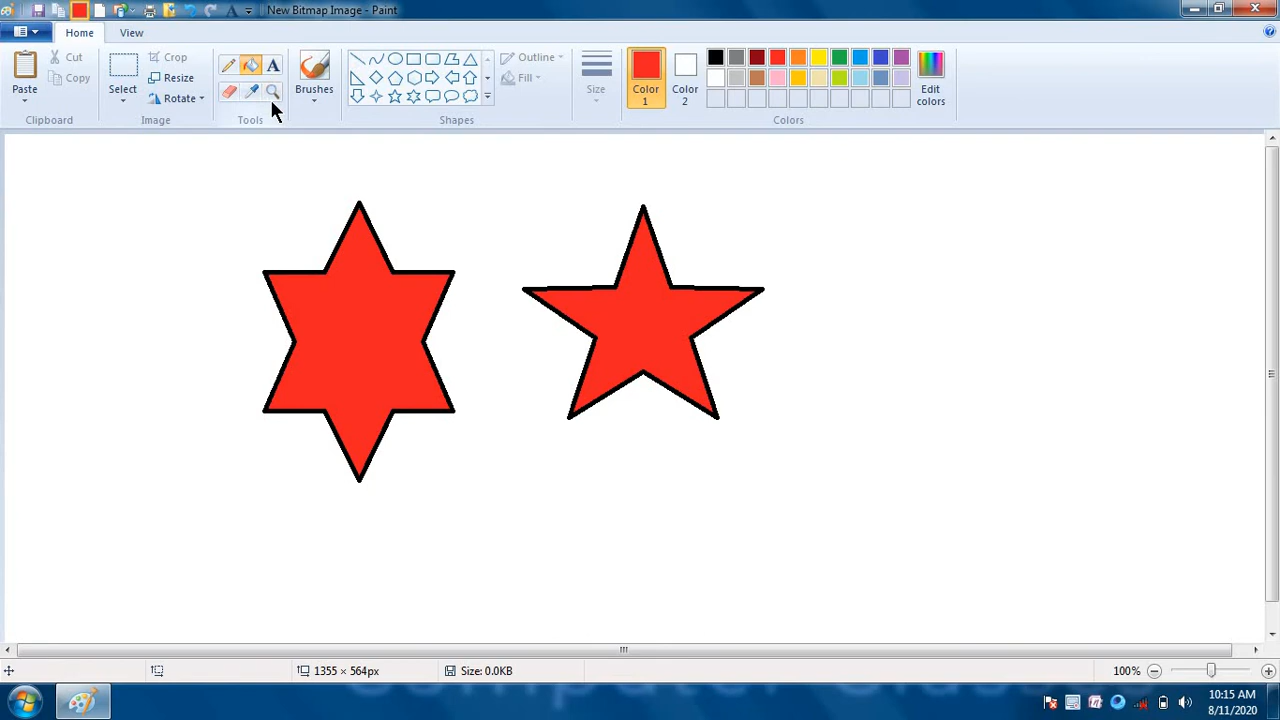 New Bitmap Image - Paint
Home
View
Paste
Cut
Copy
Clipboard
Select
Crop
Resize
Rotate
Image
A
Tools
Brushes
Shapes
Outline
Fill
Size
Color 1
Color 2
Edit colors
Colors
1355 × 564px
Size: 0.0KB
100%
10:15 AM
8/11/2020